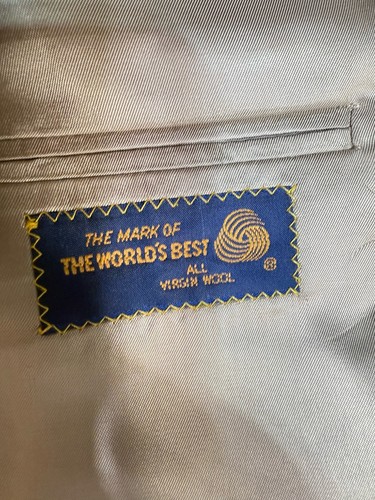 THE MARK OF
THE WORLD'S BEST
ALL
VIRGIN WOOL
®